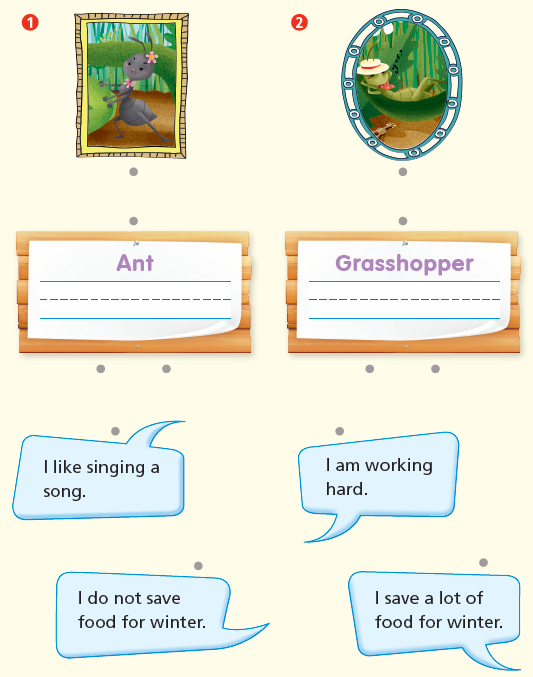 1
2
Ant
Grasshopper
I like singing a
song.
I am working
hard.
I do not save
food for winter.
I save a lot of
food for winter.